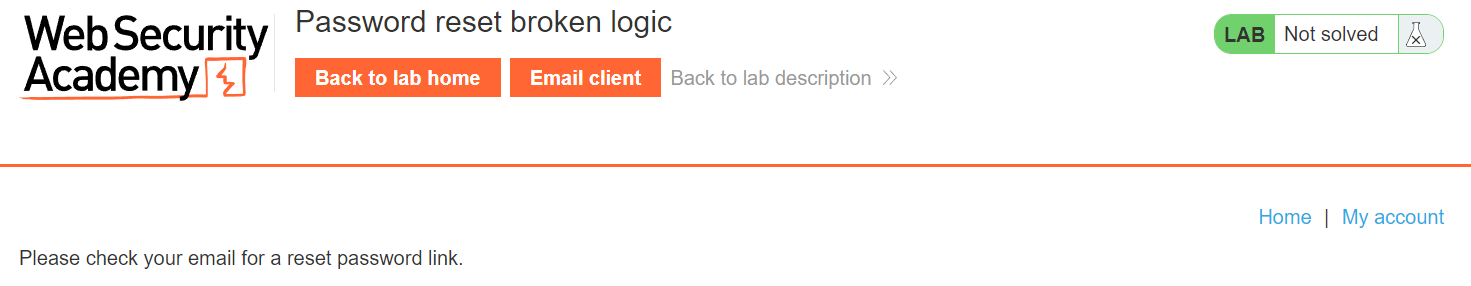 Web Security
Academy
Password reset broken logic
Back to lab home
Email client
Back to lab description
LAB
Not solved
Home | My account
Please check your email for a reset password link.